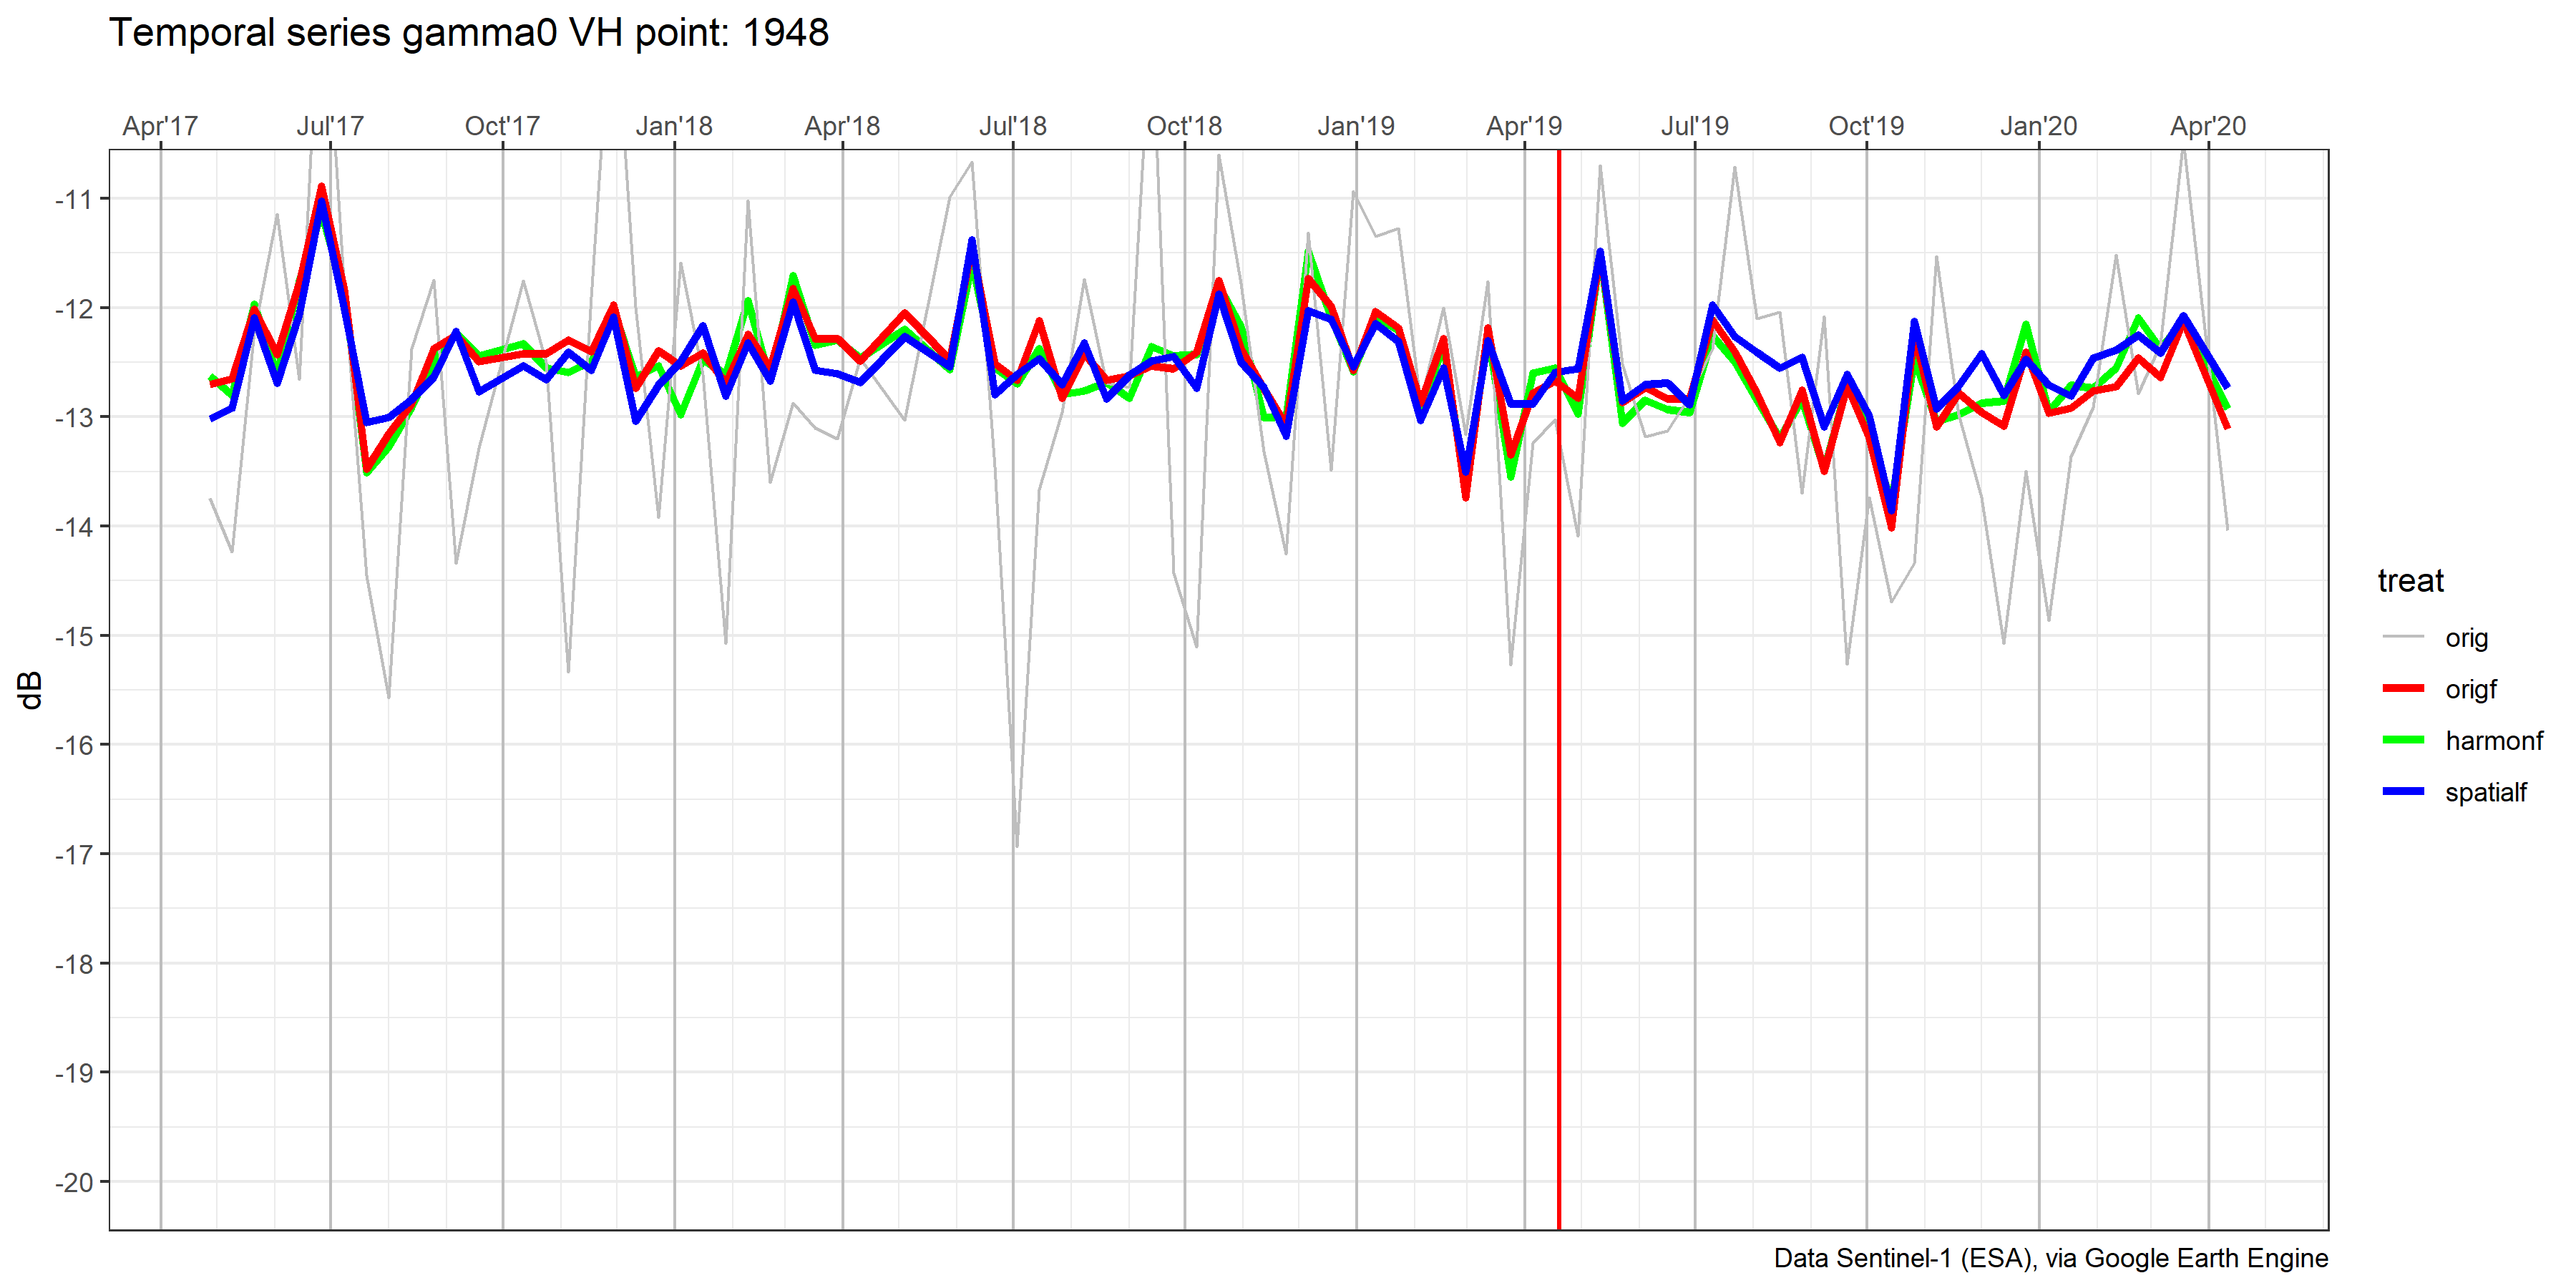 Temporal series gamma0 VH point: 1948
Apr'17 Jul'17 Oct'17 Jan'18 Apr'18 Jul'18 Oct'18 Jan'19 Apr'19 Jul'19 Oct'19 Jan'20 Apr'20
-11
-12
-13
-14
-15
-16
-17
-18
-19
-20
dB
treat
orig
origf
harmonf
spatialf
Data Sentinel-1 (ESA), via Google Earth Engine